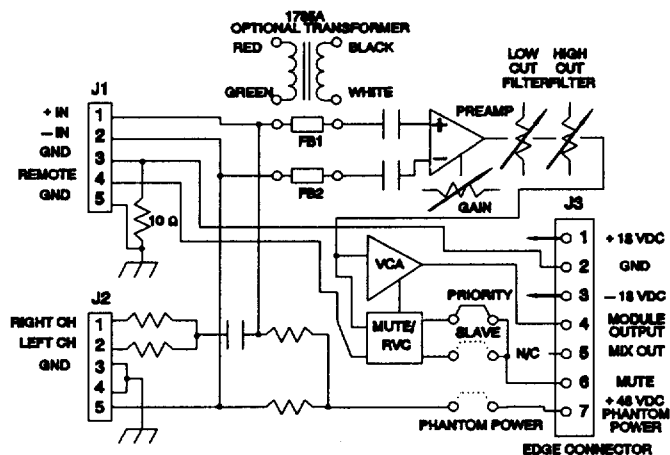 1785A
OPTIONAL TRANSFORMER
RED
BLACK
GREEN
WHITE
LOW CUT FILTER
HIGH CUT FILTER
PREAMP
J1
+ IN
1
– IN
2
GND
3
REMOTE
4
GND
5
FB1
FB2
+
–
GAIN
10 Ω
VCA
MUTE/
RVC
PRIORITY
SLAVE
J2
RIGHT CH
1
LEFT CH
2
GND
3
4
5
PHANTOM POWER
J3
1
+ 18 VDC
2
GND
3
– 18 VDC
4
MODULE
OUTPUT
N/C
5
MIX OUT
6
MUTE
7
+ 48 VDC
PHANTOM
POWER
EDGE CONNECTOR